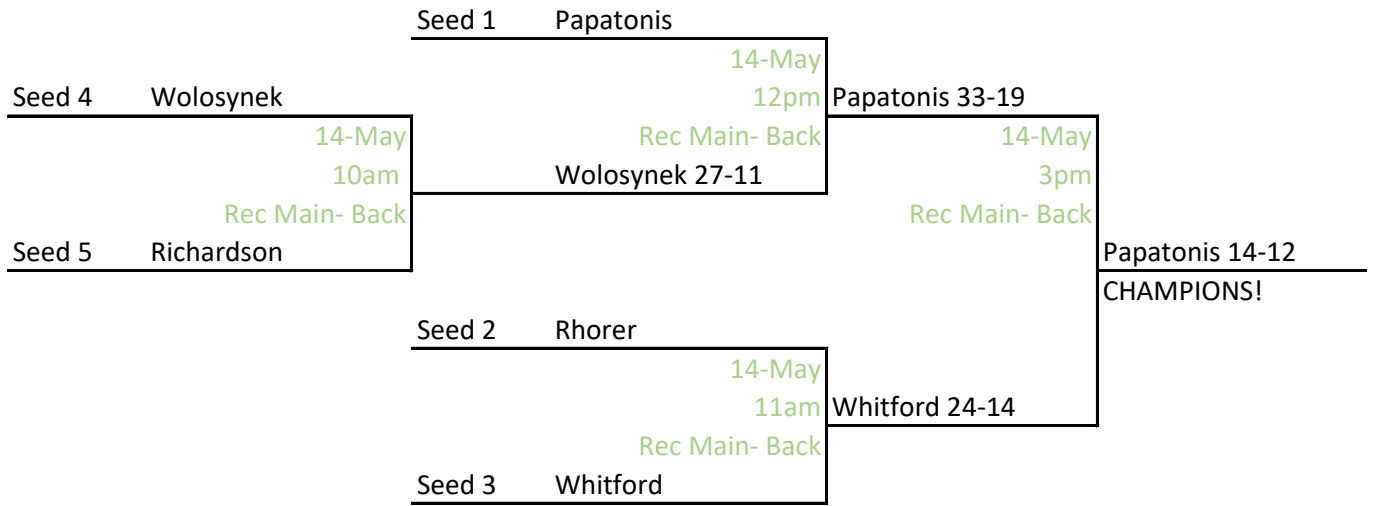 Seed 1 Papatonis
14-May
Seed 4 Wolosynek 12pm Papatonis 33-19
14-May Rec Main- Back 14-May
10am Wolosynek 27-11 3pm
Rec Main- Back Rec Main- Back
Seed 5 Richardson Papatonis 14-12
CHAMPIONS!
Seed 2 Rhorer
14-May
11am Whitford 24-14
Rec Main- Back
Seed 3 Whitford